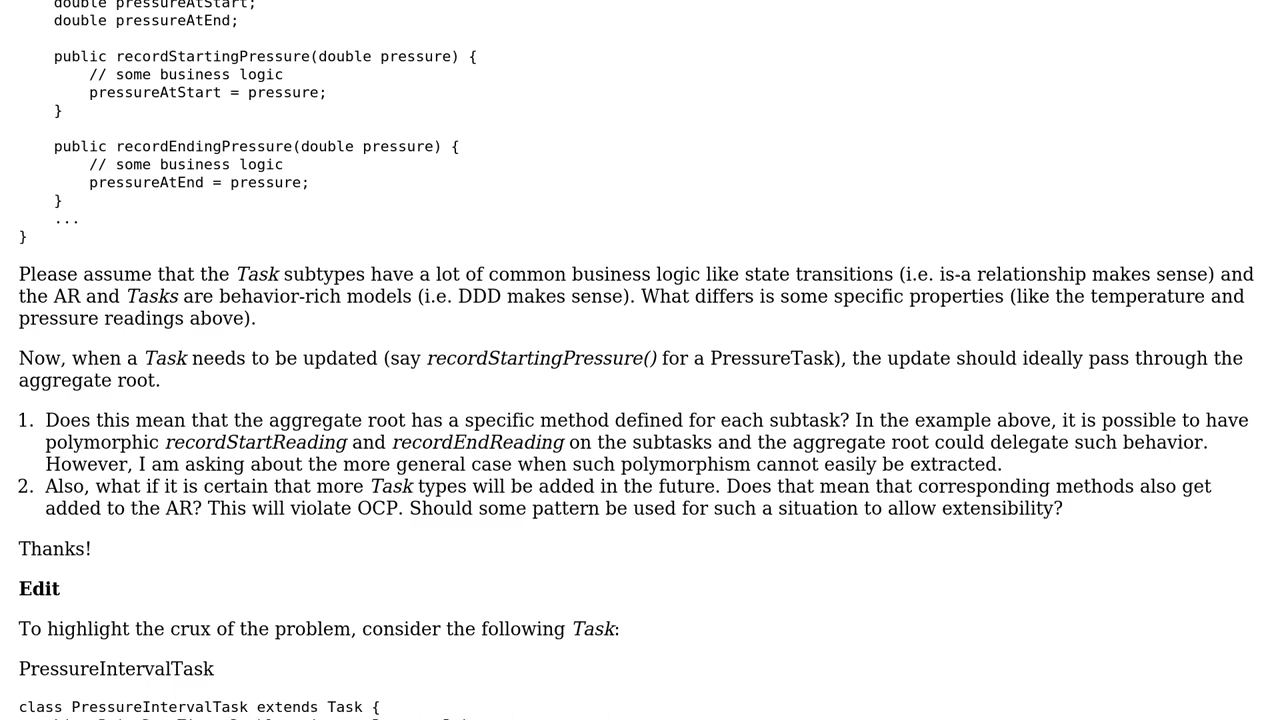 double pressureAtStart;
double pressureAtEnd;
public recordStartingPressure(double pressure) {
// some business logic
pressureAtStart = pressure;
}
public recordEndingPressure(double pressure) {
// some business logic
pressureAtEnd = pressure;
}
...
}
Please assume that the Task subtypes have a lot of common business logic like state transitions (i.e. is-a relationship makes sense) and
the AR and Tasks are behavior-rich models (i.e. DDD makes sense). What differs is some specific properties (like the temperature and
pressure readings above).
Now, when a Task needs to be updated (say recordStartingPressure() for a PressureTask), the update should ideally pass through the
aggregate root.
1. Does this mean that the aggregate root has a specific method defined for each subtask? In the example above, it is possible to have
polymorphic recordStartReading and recordEndReading on the subtasks and the aggregate root could delegate such behavior.
However, I am asking about the more general case when such polymorphism cannot easily be extracted.
2. Also, what if it is certain that more Task types will be added in the future. Does that mean that corresponding methods also get
added to the AR? This will violate OCP. Should some pattern be used for such a situation to allow extensibility?
Thanks!
Edit
To highlight the crux of the problem, consider the following Task:
PressureIntervalTask
class PressureIntervalTask extends Task {